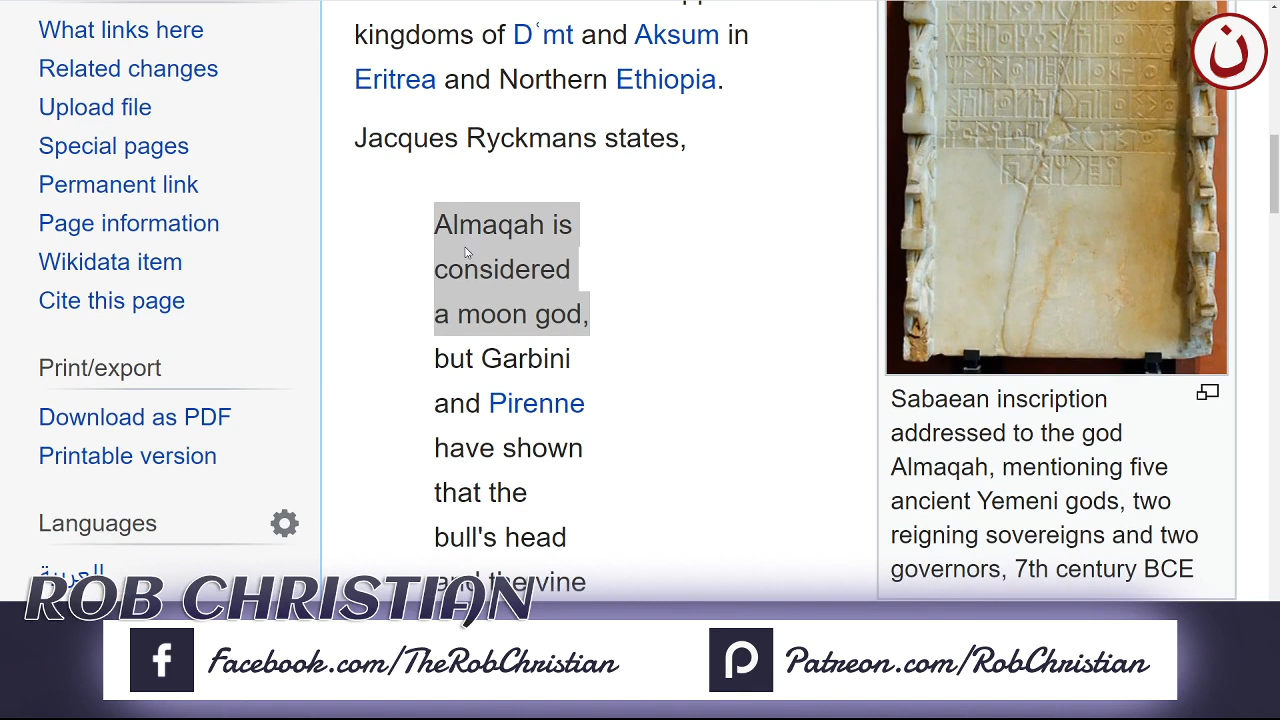 What links here
Related changes
Upload file
Special pages
Permanent link
Page information
Wikidata item
Cite this page
Print/export
Download as PDF
Printable version
Languages
العربية
kingdoms of Dʿmt and Aksum in
Eritrea and Northern Ethiopia.
Jacques Ryckmans states,
Almaqah is
considered
a moon god,
but Garbini
and Pirenne
have shown
that the
bull's head
and the vine
ن
Sabaean inscription
addressed to the god
Almaqah, mentioning five
ancient Yemeni gods, two
reigning sovereigns and two
governors, 7th century BCE
ROB CHRISTIAN
Facebook.com/TheRobChristian
Patreon.com/RobChristian